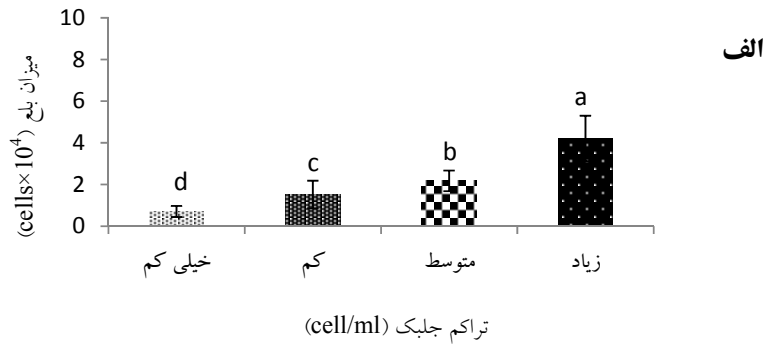 الف
میزان بلع (cells×10⁴)
10
8
6
4
2
0
d
c
b
a
خیلی کم
کم
متوسط
زیاد
تراکم جلبک (cell/ml)